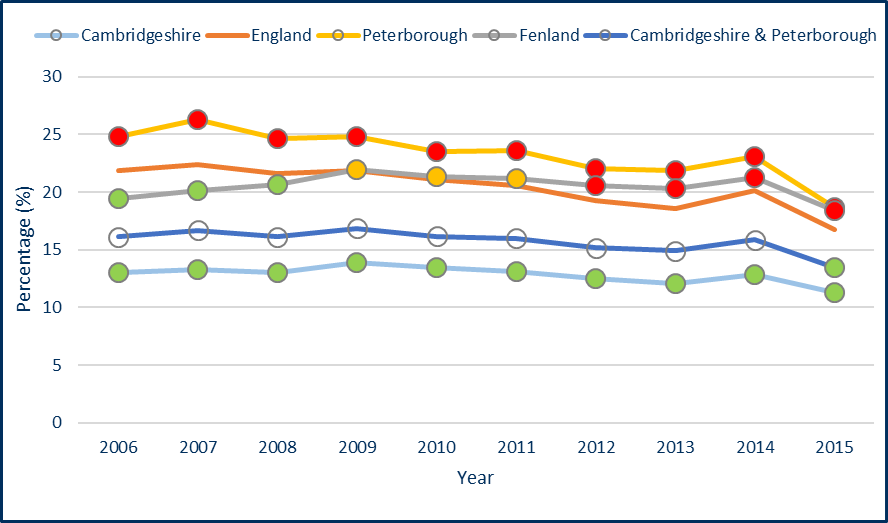 Cambridgeshire England Peterborough Fenland Cambridgeshire & Peterborough
30
25
20
15
10
5
0
Percentage (%)
2006 2007 2008 2009 2010 2011 2012 2013 2014 2015
Year